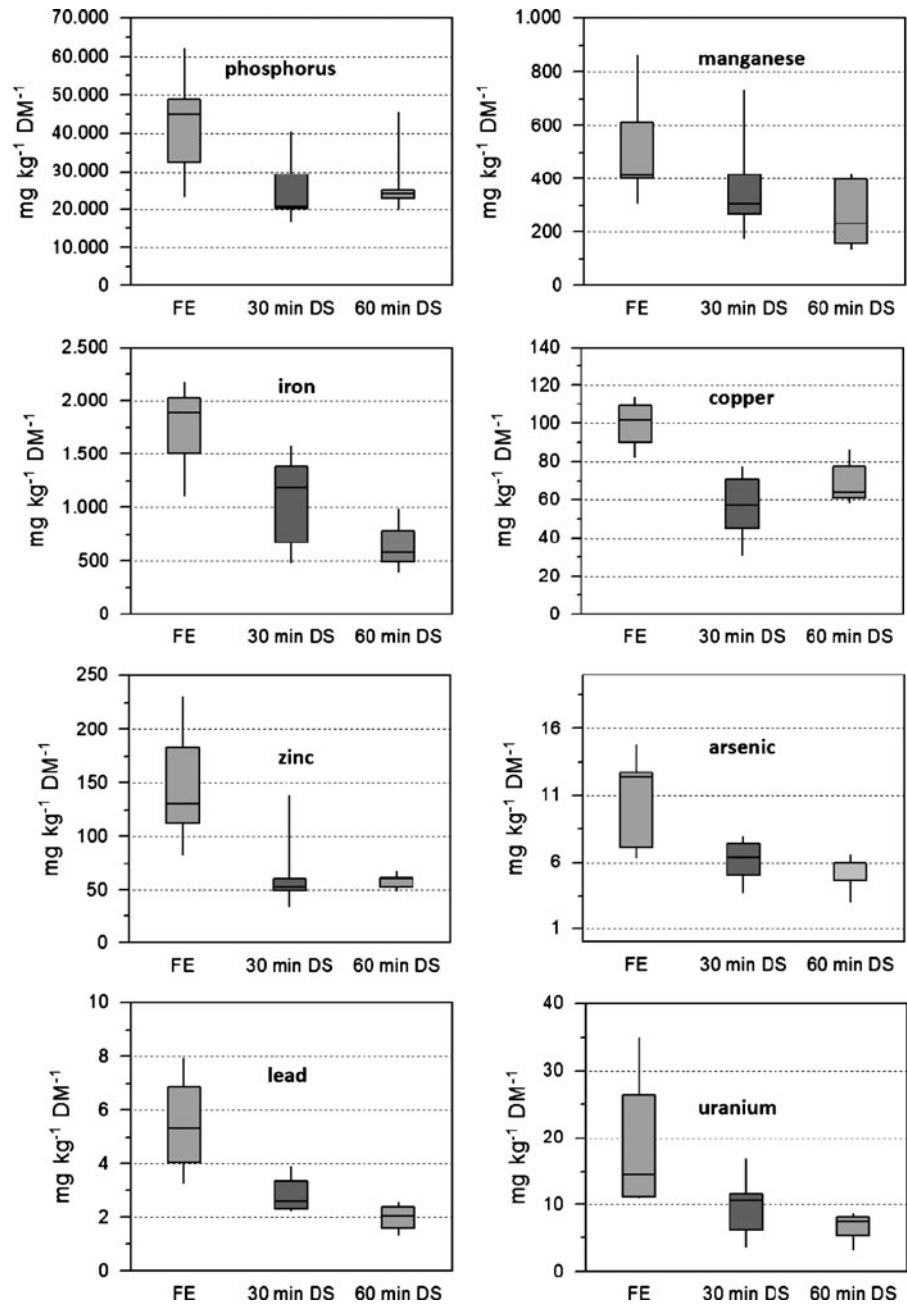 phosphorus
mg kg⁻¹ DM⁻¹
70.000
60.000
50.000
40.000
30.000
20.000
10.000
0
FE 30 min DS 60 min DS
manganese
mg kg⁻¹ DM⁻¹
1.000
800
600
400
200
0
FE 30 min DS 60 min DS
iron
mg kg⁻¹ DM⁻¹
2.500
2.000
1.500
1.000
500
0
FE 30 min DS 60 min DS
copper
mg kg⁻¹ DM⁻¹
140
120
100
80
60
40
20
0
FE 30 min DS 60 min DS
zinc
mg kg⁻¹ DM⁻¹
250
200
150
100
50
0
FE 30 min DS 60 min DS
arsenic
mg kg⁻¹ DM⁻¹
16
11
6
1
FE 30 min DS 60 min DS
lead
mg kg⁻¹ DM⁻¹
10
8
6
4
2
0
FE 30 min DS 60 min DS
uranium
mg kg⁻¹ DM⁻¹
40
30
20
10
0
FE 30 min DS 60 min DS